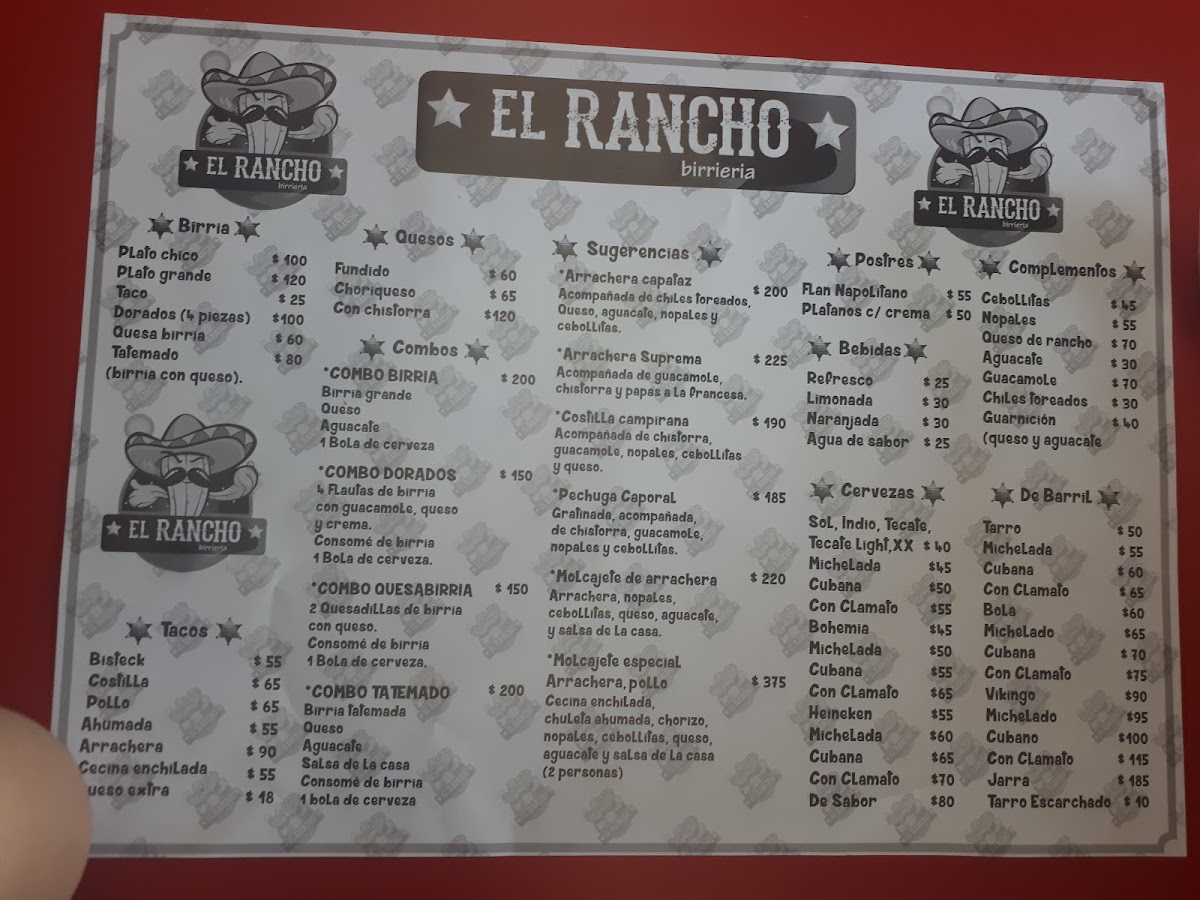 EL RANCHO
birrieria
EL RANCHO
birrieria
EL RANCHO
birrieria
Birria
Plato chico $ 100
Plato grande $ 120
Taco $ 25
Dorados (4 piezas) $100
Quesa birria $ 60
Tatemado $ 80
(birria con queso).
EL RANCHO
birrieria
Tacos
Bisteck $ 55
Costilla $ 65
Pollo $ 65
Ahumada $ 55
Arrachera $ 90
Cecina enchilada $ 55
ueso extra $ 18
Quesos
Fundido $ 60
Choriqueso $ 65
Con chistorra $120
Combos
*COMBO BIRRIA $ 200
Birria grande
Queso
Aguacate
1 Bola de cerveza
*COMBO DORADOS $ 150
4 Flautas de birria
con guacamole, queso
y crema.
Consomé de birria
1 Bola de cerveza.
*COMBO QUESABIRRIA $ 150
2 Quesadillas de birria
con queso.
Consomé de birria
1 Bola de cerveza.
*COMBO TATEMADO $ 200
Birria tatemada
Queso
Aguacate
Salsa de la casa
Consomé de birria
1 bola de cerveza
Sugerencias
*Arrachera capataz $ 200
Acompañada de chiles toreados,
Queso, aguacate, nopales y
cebollitas.
*Arrachera Suprema $ 225
Acompañada de guacamole,
chistorra y papas a la francesa.
*Costilla campirana $ 190
Acompañada de chistorra,
guacamole, nopales, cebollitas
y queso.
*Pechuga Caporal $ 185
Gratinada, acompañada,
de chistorra, guacamole,
nopales y cebollitas.
*Molcajete de arrachera $ 220
Arrachera, nopales,
cebollitas, queso, aguacate,
y salsa de la casa.
*Molcajete especial
Arrachera, pollo $ 375
Cecina enchilada,
chuleta ahumada, chorizo,
nopales, cebollitas, queso,
aguacate y salsa de la casa
(2 personas)
Postres
Flan Napolitano $ 55
Platanos c/ crema $ 50
Bebidas
Refresco $ 25
Limonada $ 30
Naranjada $ 30
Agua de sabor $ 25
Cervezas
Sol, Indio, Tecate,
Tecate Light,XX $ 40
Michelada $45
Cubana $50
Con Clamato $55
Bohemia $45
Michelada $50
Cubana $55
Con Clamato $65
Heineken $55
Michelada $60
Cubana $65
Con Clamato $70
De Sabor $80
Complementos
Cebollitas $ 45
Nopales $ 55
Queso de rancho $ 70
Aguacate $ 30
Guacamole $ 70
Chiles toreados $ 30
Guarnición $ 40
(queso y aguacate
De Barril
Tarro $ 50
Michelada $ 55
Cubana $ 60
Con Clamato $ 65
Bola $60
Michelado $65
Cubana $ 70
Con Clamato $75
Vikingo $90
Michelado $95
Cubano $100
Con Clamato $ 115
Jarra $ 185
Tarro Escarchado $ 10